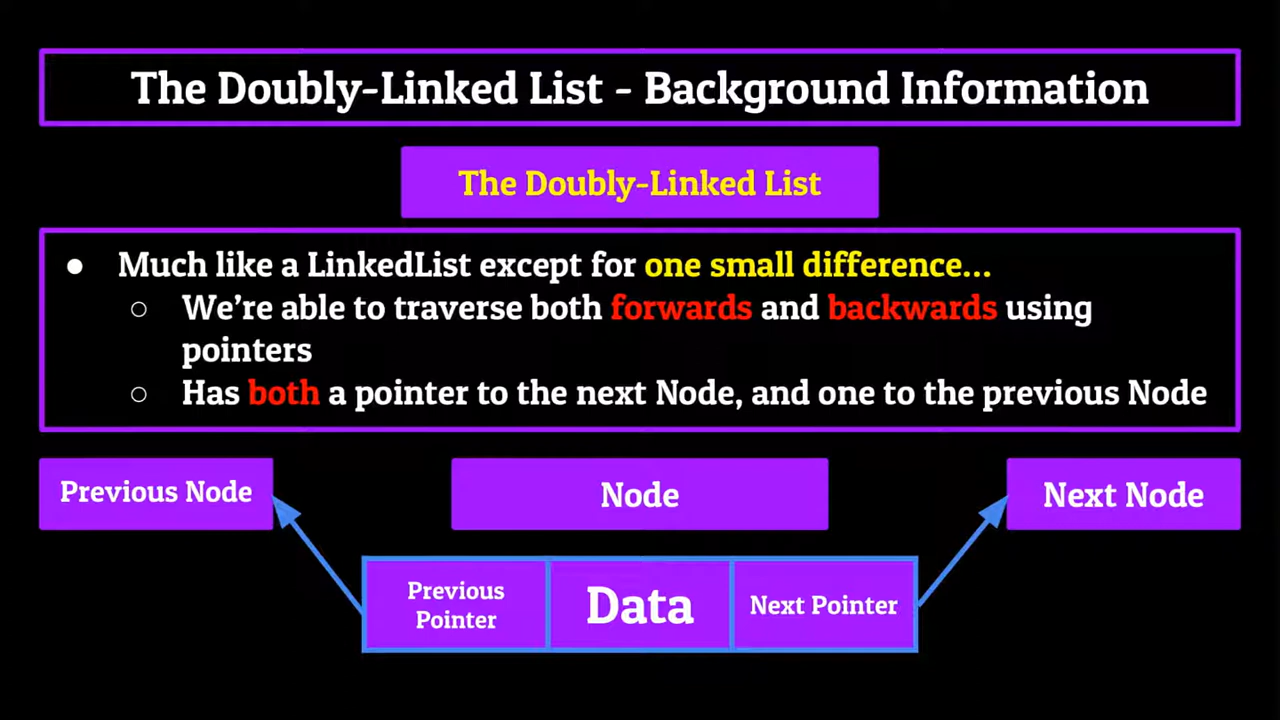 The Doubly-Linked List - Background Information
The Doubly-Linked List
● Much like a LinkedList except for one small difference...
○ We're able to traverse both forwards and backwards using
pointers
○ Has both a pointer to the next Node, and one to the previous Node
Previous Node
Node
Next Node
Previous
Pointer
Data
Next Pointer